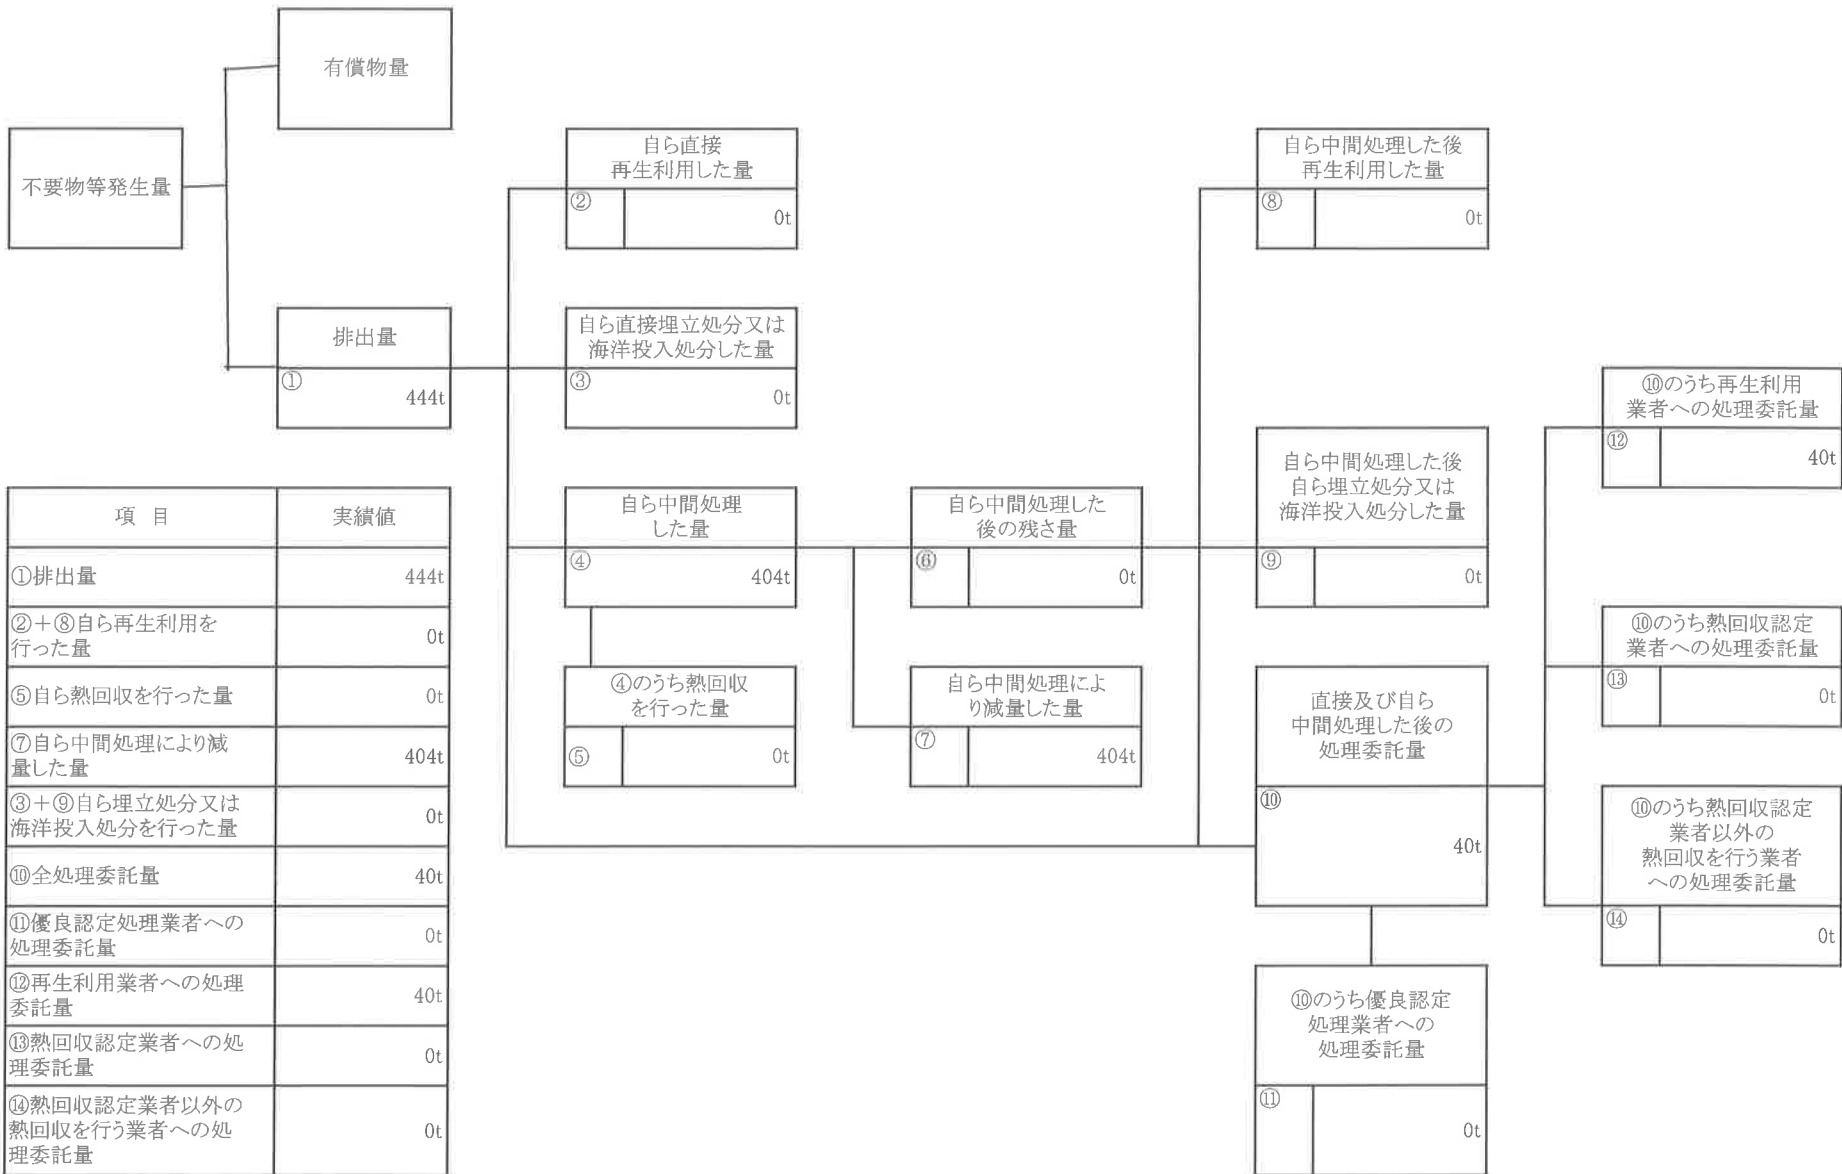 有償物量
不要物等発生量
自ら直接
再生利用した量
②
0t
自ら中間処理した後
再生利用した量
⑧
0t
排出量
①
444t
自ら直接埋立処分又は
海洋投入処分した量
③
0t
⑩のうち再生利用
業者への処理委託量
⑫
40t
自ら中間処理
した量
④
404t
自ら中間処理した
後の残さ量
⑥
0t
自ら中間処理した後
自ら埋立処分又は
海洋投入処分した量
⑨
0t
④のうち熱回収
を行った量
⑤
0t
自ら中間処理によ
り減量した量
⑦
404t
直接及び自ら
中間処理した後の
処理委託量
⑩
40t
⑩のうち熱回収認定
業者への処理委託量
⑬
0t
⑩のうち熱回収認定
業者以外の
熱回収を行う業者
への処理委託量
⑭
0t
⑩のうち優良認定
処理業者への
処理委託量
⑪
0t
項 目
実績値
①排出量
444t
②+⑧自ら再生利用を
行った量
0t
⑤自ら熱回収を行った量
0t
⑦自ら中間処理により減
量した量
404t
③+⑨自ら埋立処分又は
海洋投入処分を行った量
0t
⑩全処理委託量
40t
⑪優良認定処理業者への
処理委託量
0t
⑫再生利用業者への処理
委託量
40t
⑬熱回収認定業者への処
理委託量
0t
⑭熱回収認定業者以外の
熱回収を行う業者への処
理委託量
0t